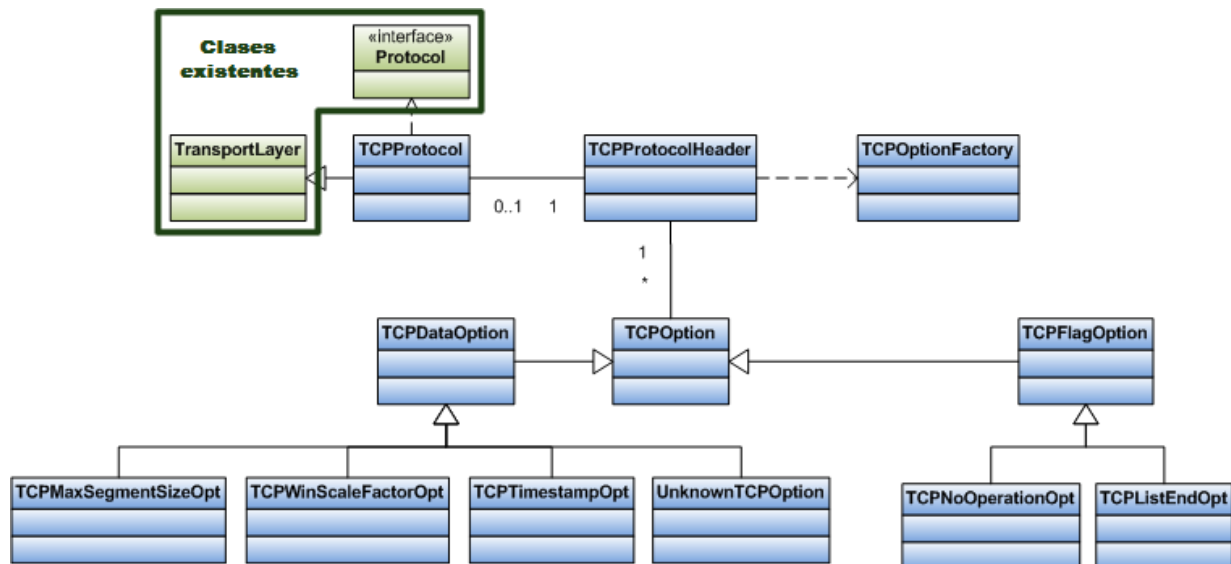 Clases
existentes
«interface»
Protocol
TransportLayer
TCPProtocol
TCPProtocolHeader
TCPOptionFactory
0..1
1
1
*
TCPDataOption
TCPOption
TCPFlagOption
TCPMaxSegmentSizeOpt
TCPWinScaleFactorOpt
TCPTimestampOpt
UnknownTCPOption
TCPNoOperationOpt
TCPListEndOpt